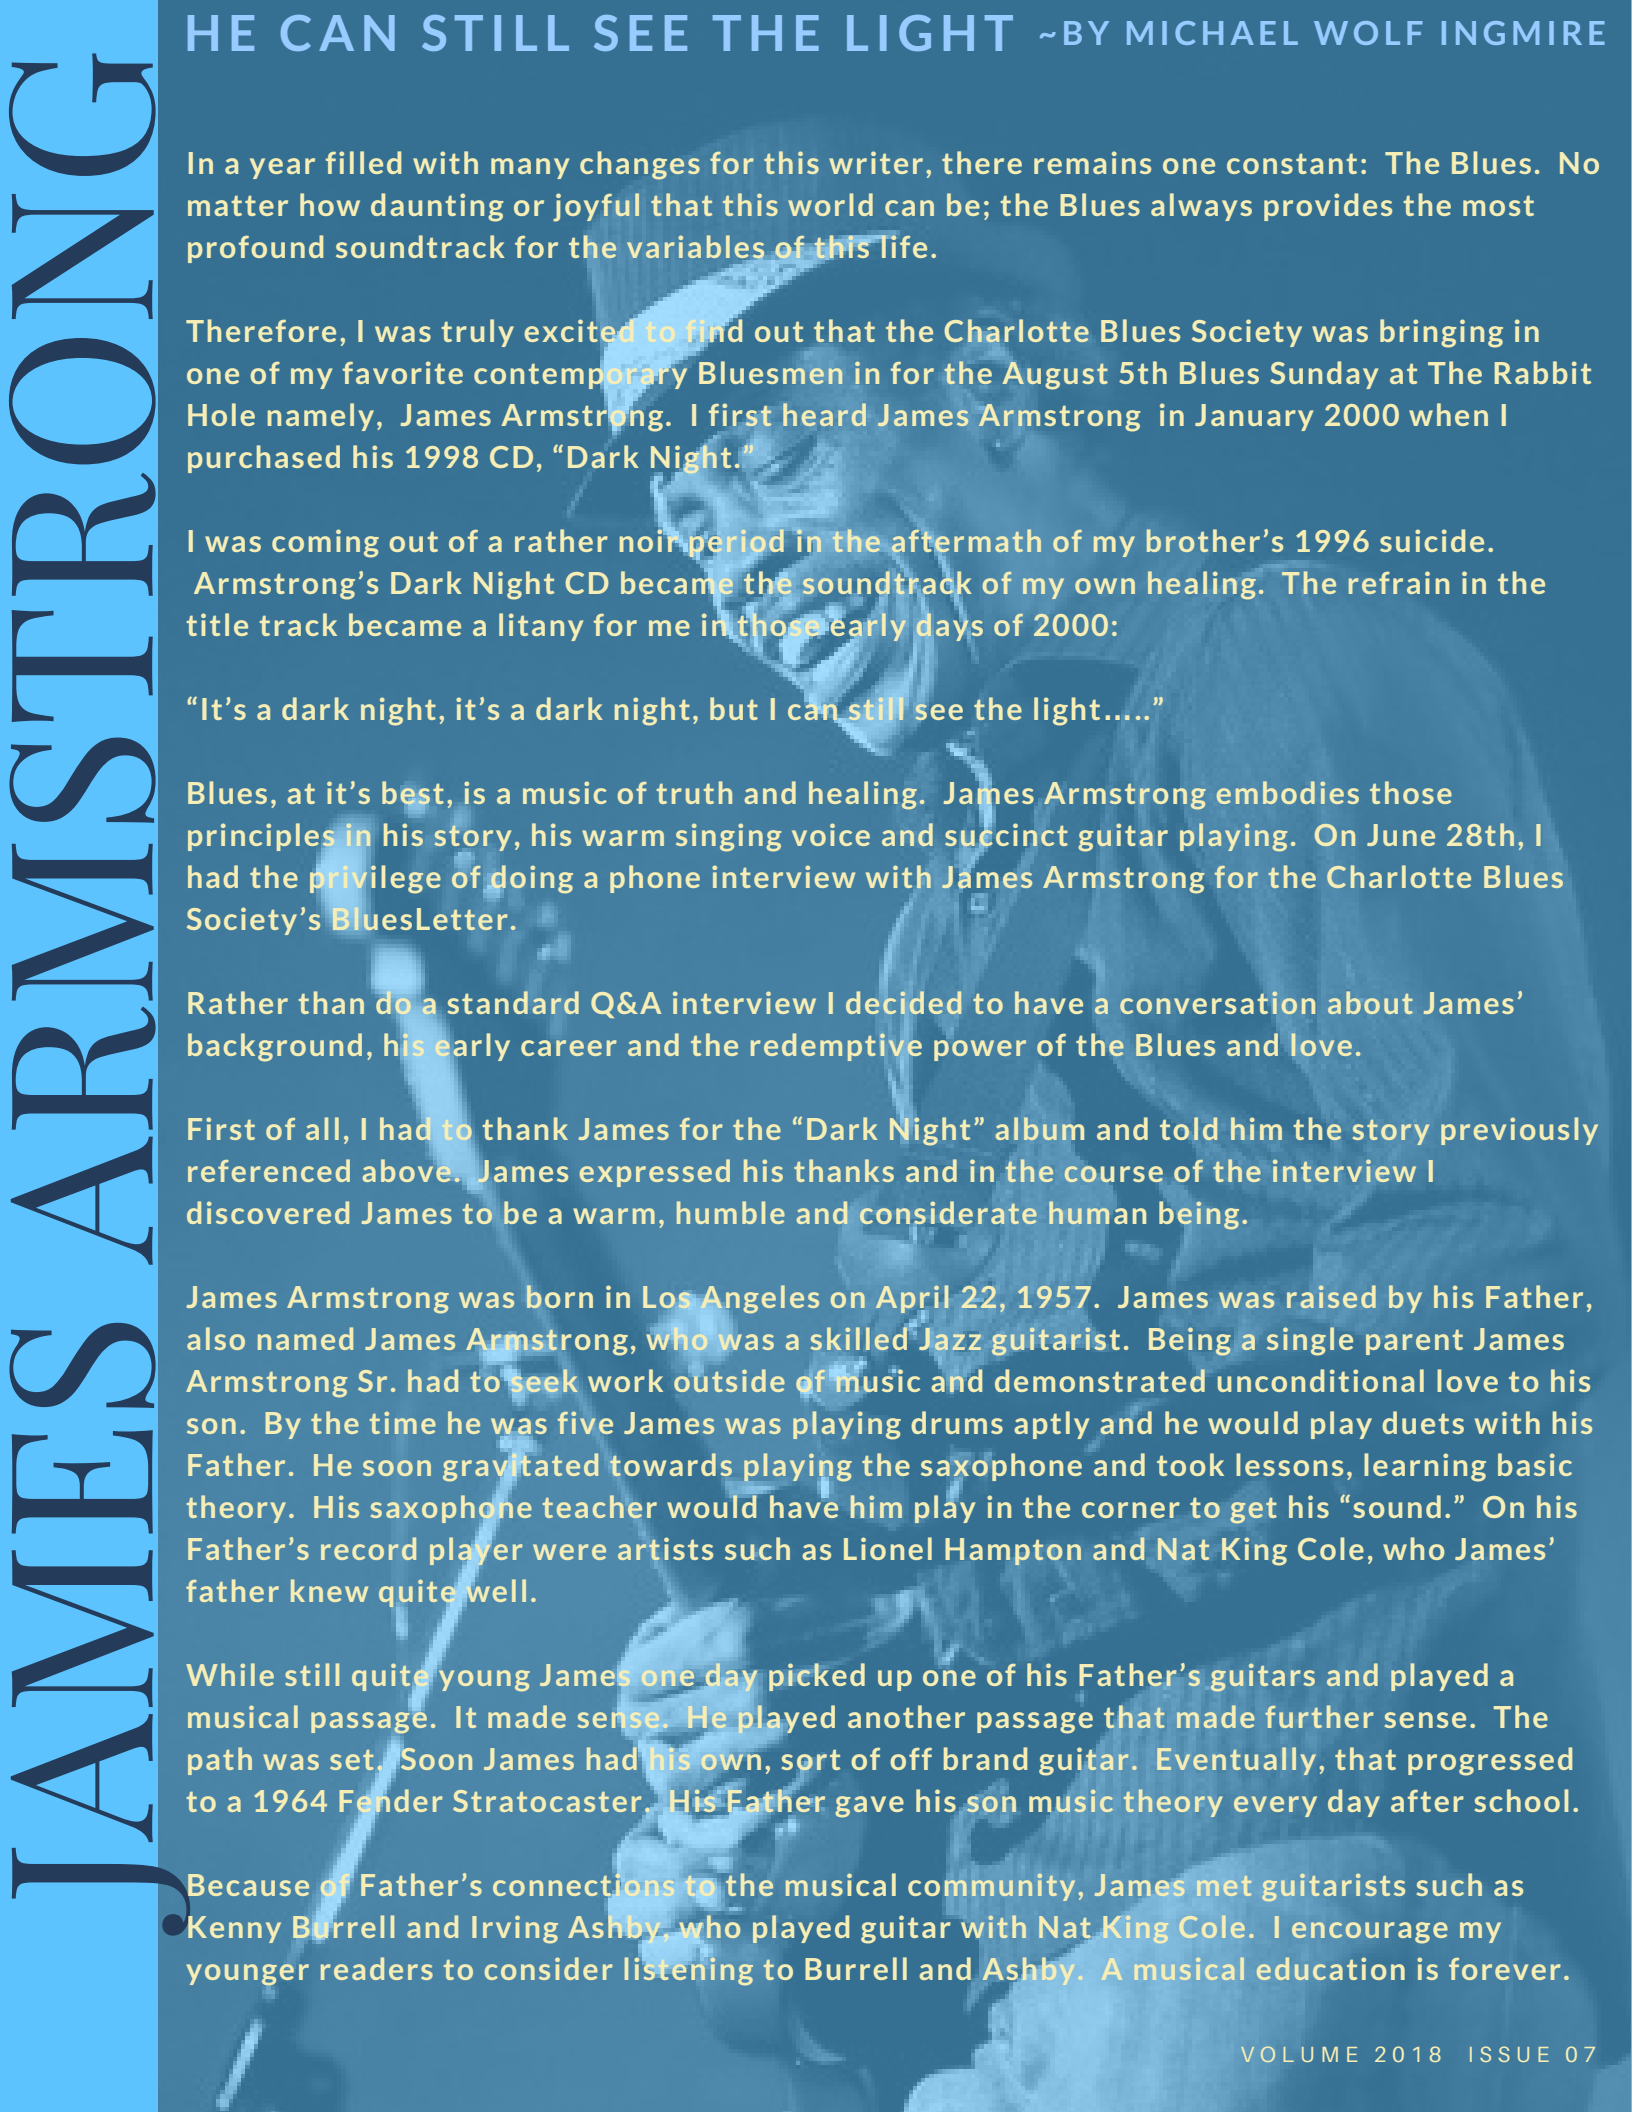 JAMES ARMSTRONG
HE CAN STILL SEE THE LIGHT ~BY MICHAEL WOLF INGMIRE
In a year filled with many changes for this writer, there remains one constant: The Blues. No
matter how daunting or joyful that this world can be; the Blues always provides the most
profound soundtrack for the variables of this life.
Therefore, I was truly excited to find out that the Charlotte Blues Society was bringing in
one of my favorite contemporary Bluesmen in for the August 5th Blues Sunday at The Rabbit
Hole namely, James Armstrong. I first heard James Armstrong in January 2000 when I
purchased his 1998 CD, “Dark Night.”
I was coming out of a rather noir period in the aftermath of my brother’s 1996 suicide.
Armstrong’s Dark Night CD became the soundtrack of my own healing. The refrain in the
title track became a litany for me in those early days of 2000:
“It’s a dark night, it’s a dark night, but I can still see the light…..”
Blues, at it’s best, is a music of truth and healing. James Armstrong embodies those
principles in his story, his warm singing voice and succinct guitar playing. On June 28th, I
had the privilege of doing a phone interview with James Armstrong for the Charlotte Blues
Society’s BluesLetter.
Rather than do a standard Q&A interview I decided to have a conversation about James’
background, his early career and the redemptive power of the Blues and love.
First of all, I had to thank James for the “Dark Night” album and told him the story previously
referenced above. James expressed his thanks and in the course of the interview I
discovered James to be a warm, humble and considerate human being.
James Armstrong was born in Los Angeles on April 22, 1957. James was raised by his Father,
also named James Armstrong, who was a skilled Jazz guitarist. Being a single parent James
Armstrong Sr. had to seek work outside of music and demonstrated unconditional love to his
son. By the time he was five James was playing drums aptly and he would play duets with his
Father. He soon gravitated towards playing the saxophone and took lessons, learning basic
theory. His saxophone teacher would have him play in the corner to get his “sound.” On his
Father’s record player were artists such as Lionel Hampton and Nat King Cole, who James’
father knew quite well.
While still quite young James one day picked up one of his Father’s guitars and played a
musical passage. It made sense. He played another passage that made further sense. The
path was set. Soon James had his own, sort of off brand guitar. Eventually, that progressed
to a 1964 Fender Stratocaster. His Father gave his son music theory every day after school.
Because of Father’s connections to the musical community, James met guitarists such as
Kenny Burrell and Irving Ashby, who played guitar with Nat King Cole. I encourage my
younger readers to consider listening to Burrell and Ashby. A musical education is forever.
VOLUME 2018 ISSUE 07